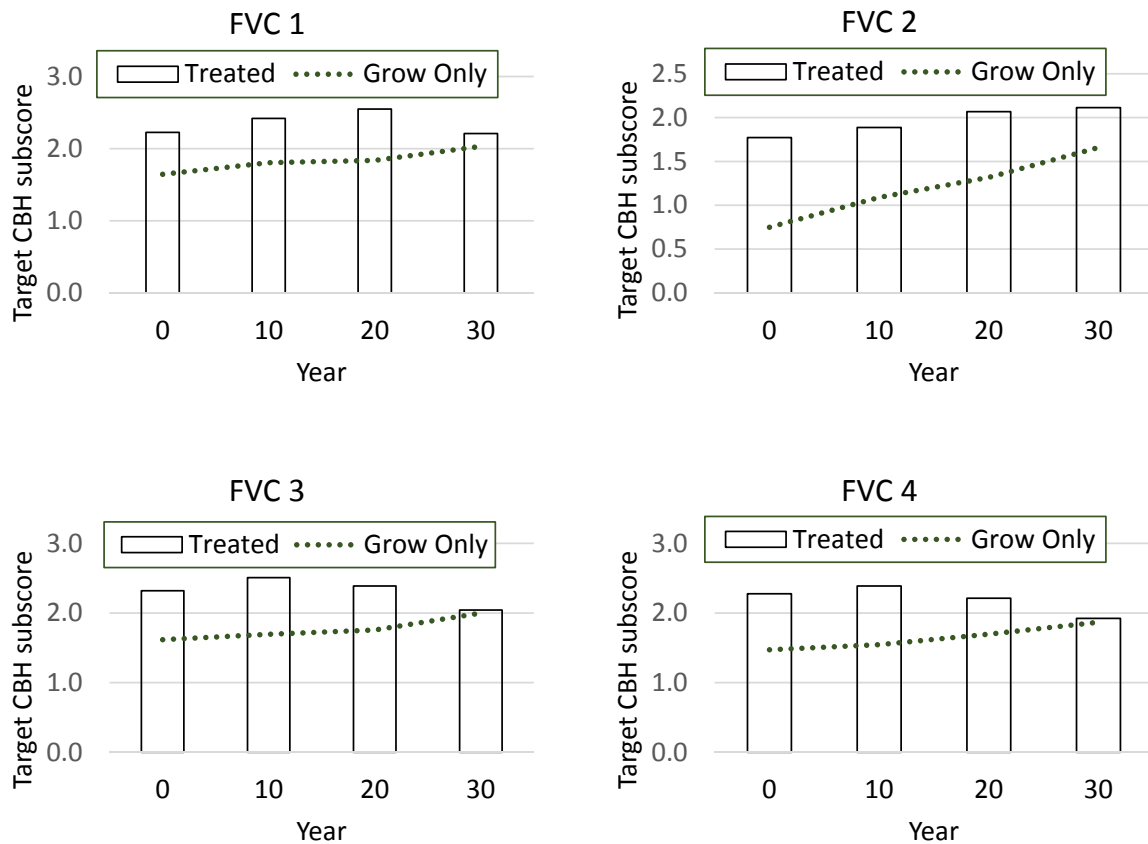 FVC 1
Treated Grow Only
Target CBH subscore
3.0
2.0
1.0
0.0
0 10 20 30
Year
FVC 2
Treated Grow Only
Target CBH subscore
2.5
2.0
1.5
1.0
0.5
0.0
0 10 20 30
Year
FVC 3
Treated Grow Only
Target CBH subscore
3.0
2.0
1.0
0.0
0 10 20 30
Year
FVC 4
Treated Grow Only
Target CBH subscore
3.0
2.0
1.0
0.0
0 10 20 30
Year